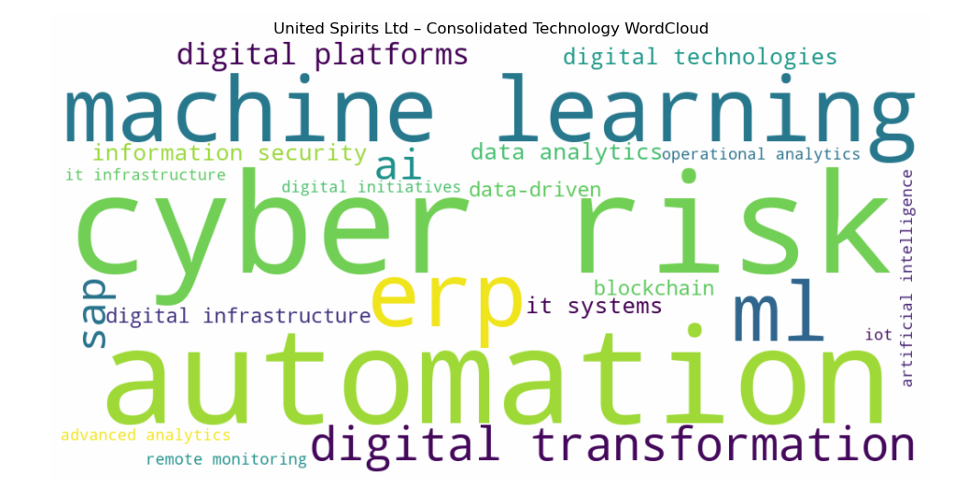 United Spirits Ltd – Consolidated Technology WordCloud
digital platforms
digital technologies
machine learning
information security
ai
data analytics
operational analytics
it infrastructure
digital initiatives
data-driven
artificial intelligence
cyber risk
erp
sap
blockchain
ml
it systems
digital infrastructure
iot
automation
advanced analytics
digital transformation
remote monitoring